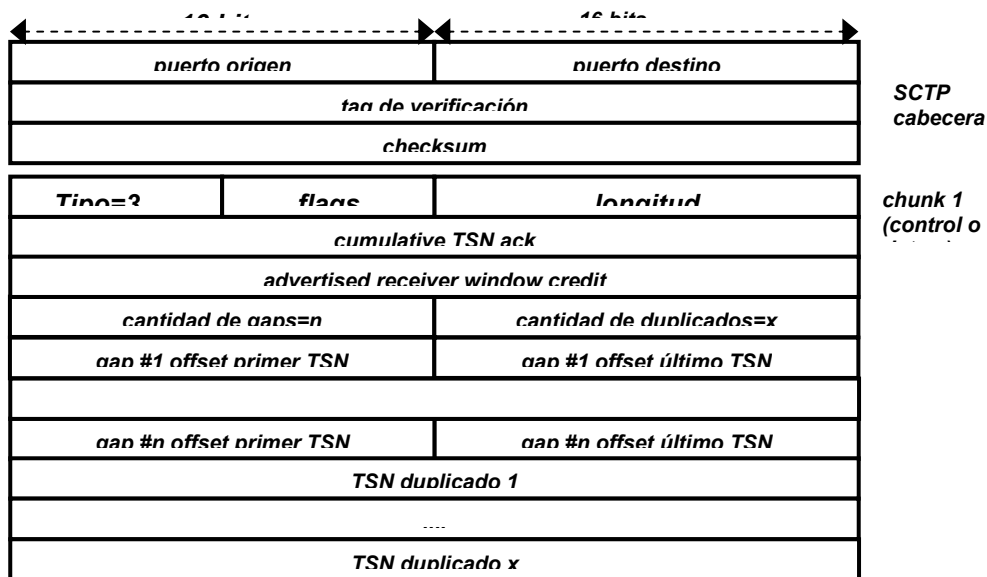 16 bits
puerto origen puerto destino
tag de verificación
checksum
SCTP
cabecera
Tipo=3 flags longitud
chunk 1
(control o
cumulative TSN ack
advertised receiver window credit
cantidad de gaps=n cantidad de duplicados=x
gap #1 offset primer TSN gap #1 offset último TSN
gap #n offset primer TSN gap #n offset último TSN
TSN duplicado 1
....
TSN duplicado x